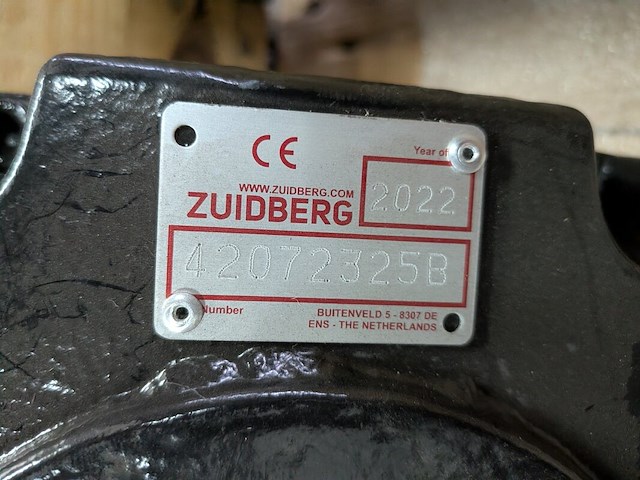 CE
Year of
WWW.ZUIDBERG.COM
ZUIDBERG
2022
42072325B
Number
BUITENVELD 5 - 8307 DE
ENS - THE NETHERLANDS